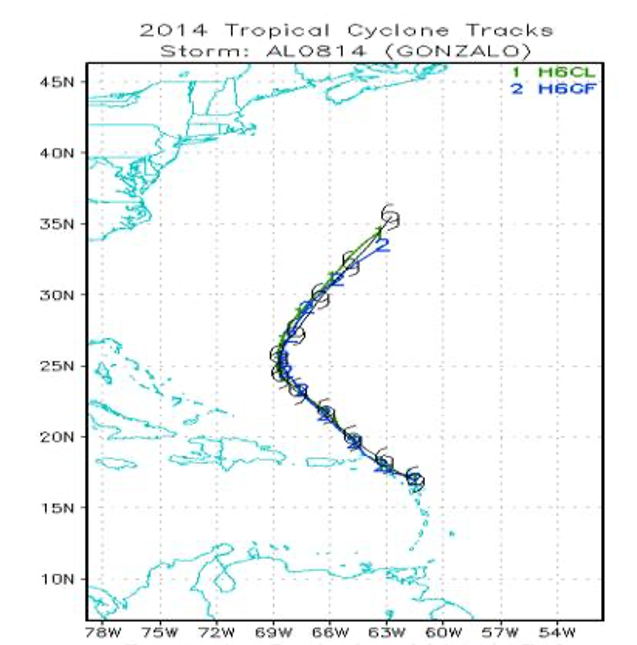 2014 Tropical Cyclone Tracks
Storm: AL0814 (GONZALO)
1 H6CL
2 H6GF
45N
40N
35N
30N
25N
20N
15N
10N
78W 75W 72W 69W 66W 63W 60W 57W 54W